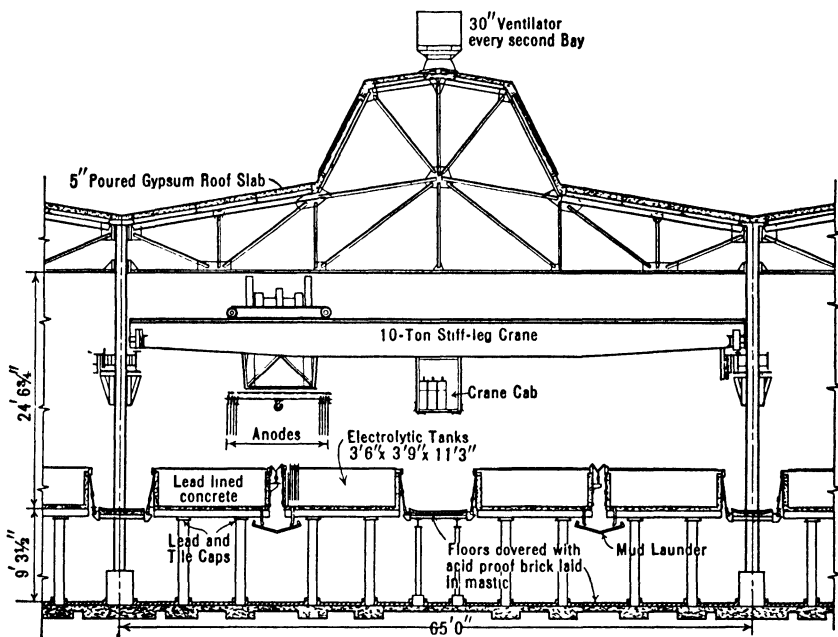 30" Ventilator
every second Bay
5" Poured Gypsum Roof Slab
10-Ton Stiff-leg Crane
Crane Cab
24' 6¾"
Anodes
Electrolytic Tanks
3'6" x 3'9" x 11'3"
Lead lined
concrete
Lead and
Tile Caps
Floors covered with
acid proof brick laid
in mastic
Mud Launder
9' 3½"
65'0"